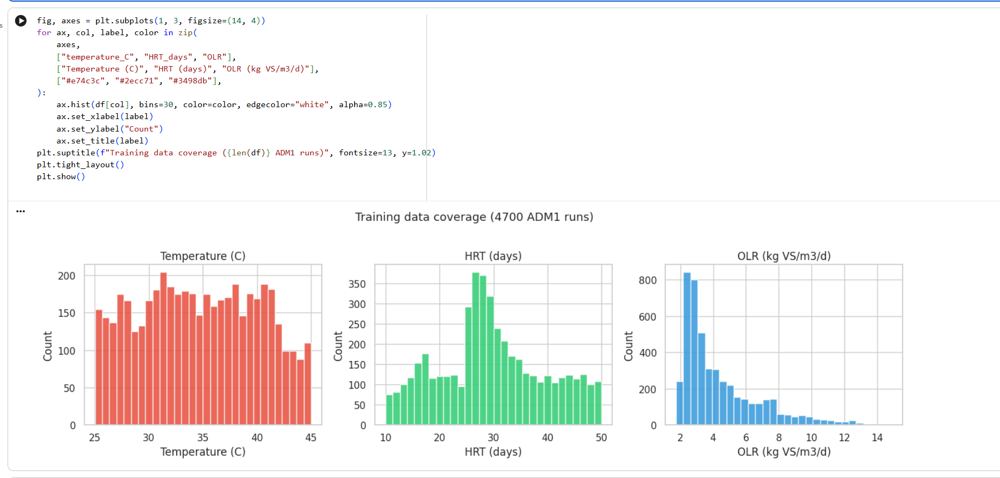 s
fig, axes = plt.subplots(1, 3, figsize=(14, 4))
for ax, col, label, color in zip(
    axes,
    ["temperature_C", "HRT_days", "OLR"],
    ["Temperature (C)", "HRT (days)", "OLR (kg VS/m3/d)"],
    ["#e74c3c", "#2ecc71", "#3498db"],
):
    ax.hist(df[col], bins=30, color=color, edgecolor="white", alpha=0.85)
    ax.set_xlabel(label)
    ax.set_ylabel("Count")
    ax.set_title(label)
plt.suptitle(f"Training data coverage ({len(df)} ADM1 runs)", fontsize=13, y=1.02)
plt.tight_layout()
plt.show()
Training data coverage (4700 ADM1 runs)
Temperature (C)
200
150
100
50
0
Count
25 30 35 40 45
Temperature (C)
HRT (days)
350
300
250
200
150
100
50
0
Count
10 20 30 40 50
HRT (days)
OLR (kg VS/m3/d)
800
600
400
200
0
Count
2 4 6 8 10 12 14
OLR (kg VS/m3/d)